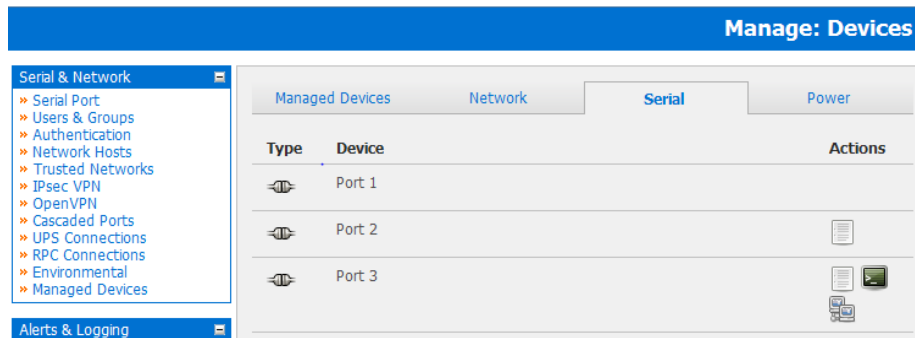 Manage: Devices
Serial & Network
» Serial Port
» Users & Groups
» Authentication
» Network Hosts
» Trusted Networks
» IPsec VPN
» OpenVPN
» Cascaded Ports
» UPS Connections
» RPC Connections
» Environmental
» Managed Devices
Alerts & Logging
Managed Devices Network Serial Power
Type Device Actions
Port 1
Port 2
Port 3